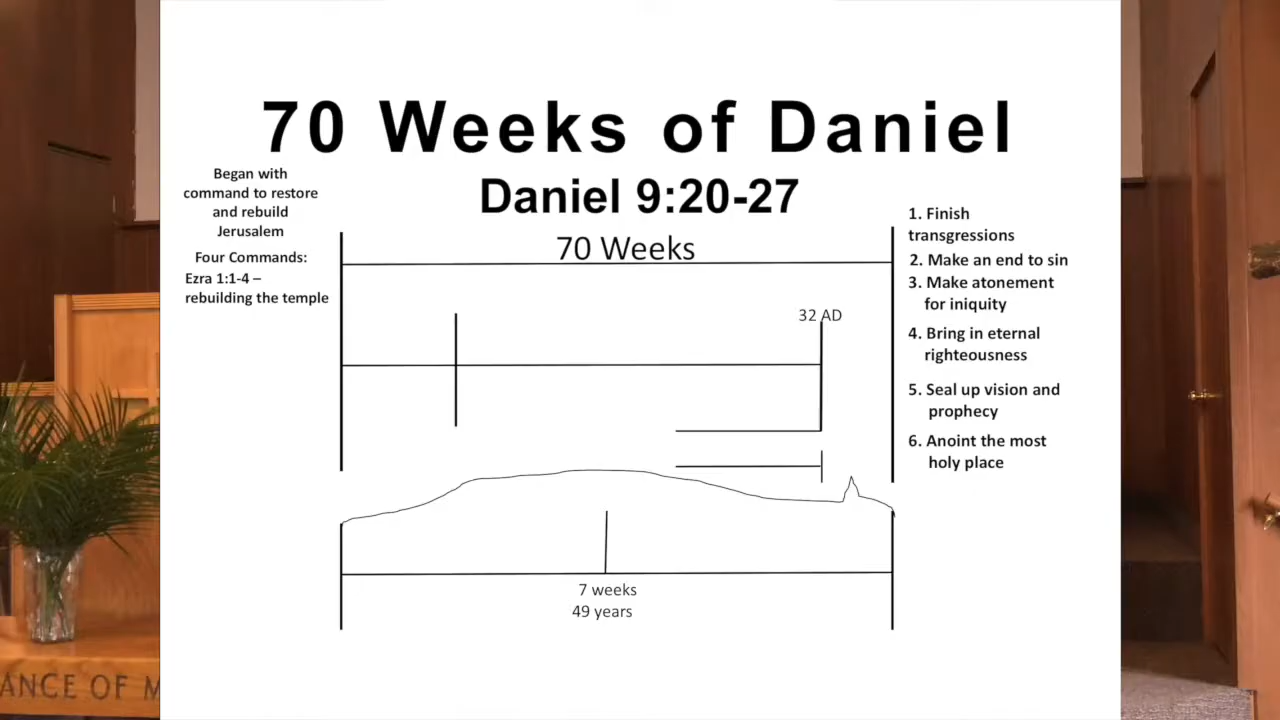 70 Weeks of Daniel
Daniel 9:20-27
Began with
command to restore
and rebuild
Jerusalem
Four Commands:
Ezra 1:1-4 –
rebuilding the temple
70 Weeks
32 AD
1. Finish
transgressions
2. Make an end to sin
3. Make atonement
for iniquity
4. Bring in eternal
righteousness
5. Seal up vision and
prophecy
6. Anoint the most
holy place
7 weeks
49 years
ANCE OF M